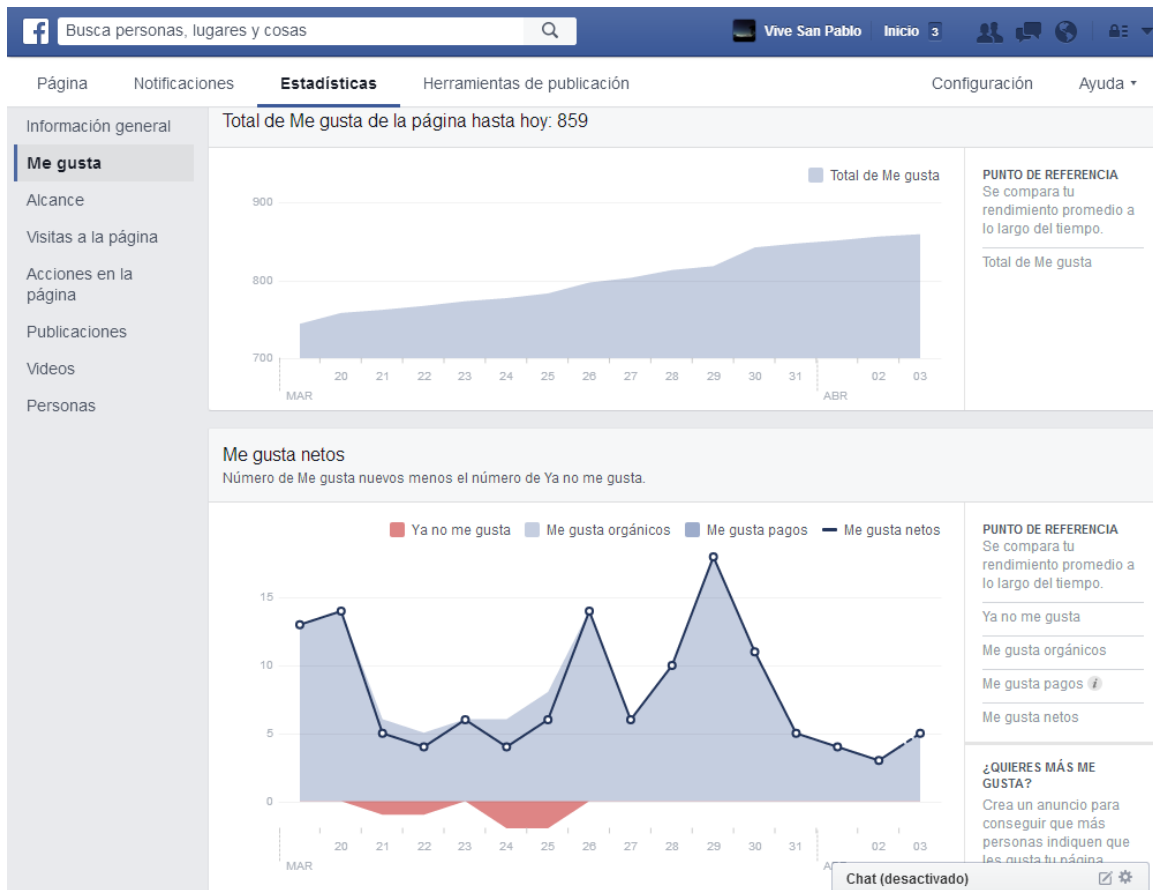 f
Busca personas, lugares y cosas
Vive San Pablo Inicio 3
Página Notificaciones Estadísticas Herramientas de publicación Configuración Ayuda
Información general
Me gusta
Alcance
Visitas a la página
Acciones en la
página
Publicaciones
Videos
Personas
Total de Me gusta de la página hasta hoy: 859
Total de Me gusta
900
800
700
20 21 22 23 24 25 26 27 28 29 30 31 02 03
MAR ABR
PUNTO DE REFERENCIA
Se compara tu
rendimiento promedio a
lo largo del tiempo.
Total de Me gusta
Me gusta netos
Número de Me gusta nuevos menos el número de Ya no me gusta.
Ya no me gusta Me gusta orgánicos Me gusta pagos Me gusta netos
15
10
5
0
20 21 22 23 24 25 26 27 28 29 30 31 02 03
MAR
PUNTO DE REFERENCIA
Se compara tu
rendimiento promedio a
lo largo del tiempo.
Ya no me gusta
Me gusta orgánicos
Me gusta pagos i
Me gusta netos
¿QUIERES MÁS ME
GUSTA?
Crea un anuncio para
conseguir que más
personas indiquen que
les gusta tu página
Chat (desactivado)